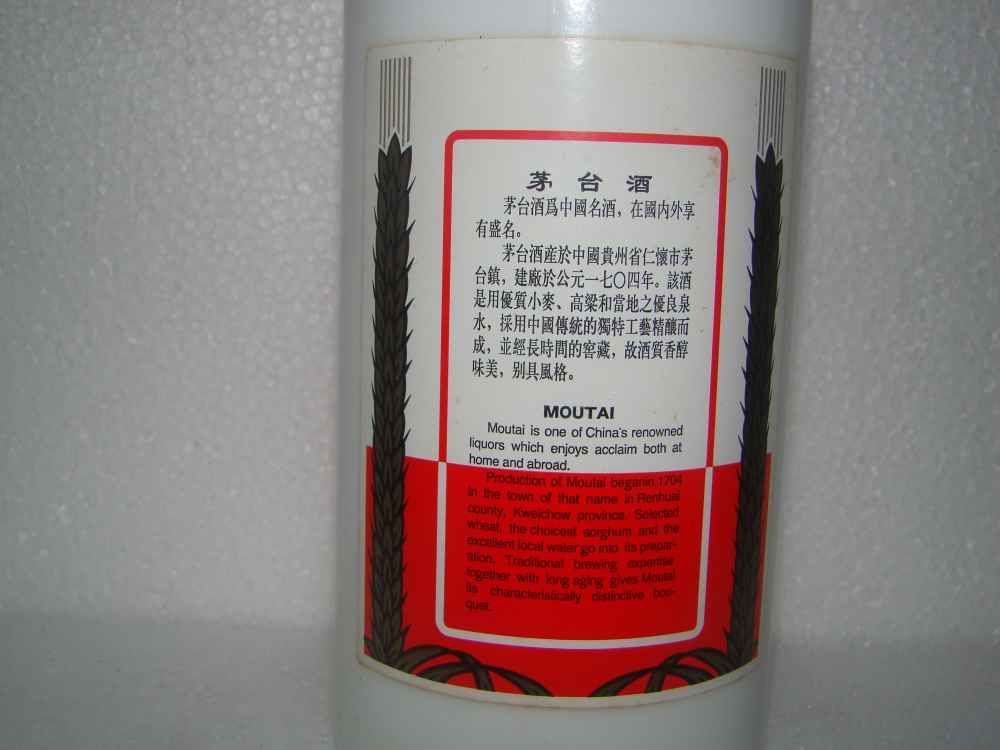 茅台酒
茅台酒爲中國名酒，在國内外享
有盛名。
茅台酒産於中國貴州省仁懷市茅
台鎮，建廠於公元一七〇四年。該酒
是用優質小麥、高粱和當地之優良泉
水，採用中國傳統的獨特工藝精釀而
成，並經長時間的窖藏，故酒質香醇
味美，别具風格。
MOUTAI
Moutai is one of China's renowned
liquors which enjoys acclaim both at
home and abroad.
Production of Moutai beganin 1704
in the town of that name in Renhuai
county, Kweichow province. Selected
wheat, the choicest sorghum and the
excellent local water go into its prepar-
ation. Traditional brewing expertise
together with long aging gives Moutai
its characteristically distinctive bou-
quet.